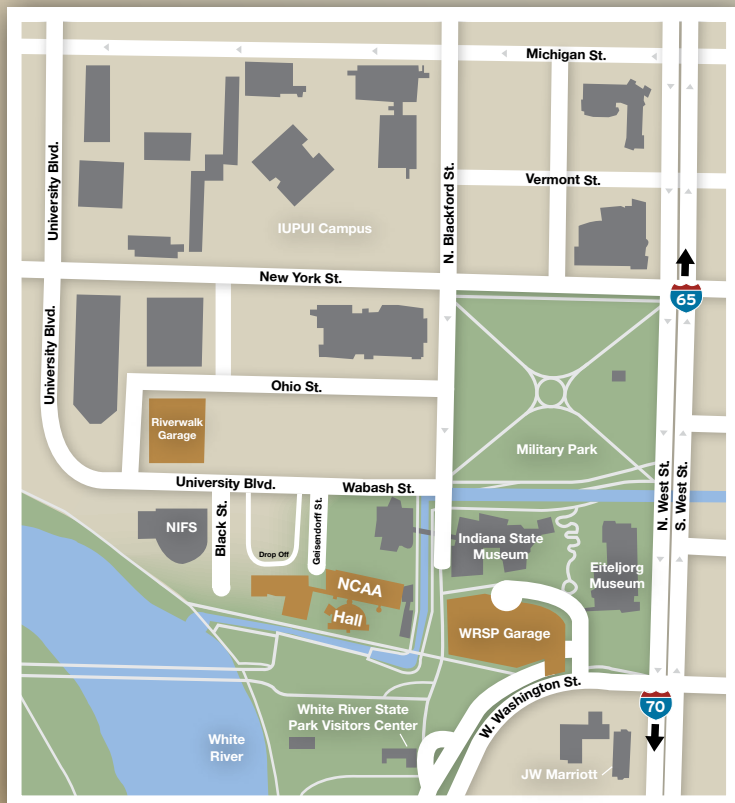 Michigan St.
University Blvd.
N. Blackford St.
Vermont St.
IUPUI Campus
New York St.
65
University Blvd.
Ohio St.
Riverwalk
Garage
Military Park
University Blvd.
Wabash St.
N. West St.
S. West St.
NIFS
Black St.
Drop Off
Geisendorff St.
Indiana State
Museum
Eiteljorg
Museum
NCAA
Hall
WRSP Garage
W. Washington St.
70
White River State
Park Visitors Center
White
River
JW Marriott